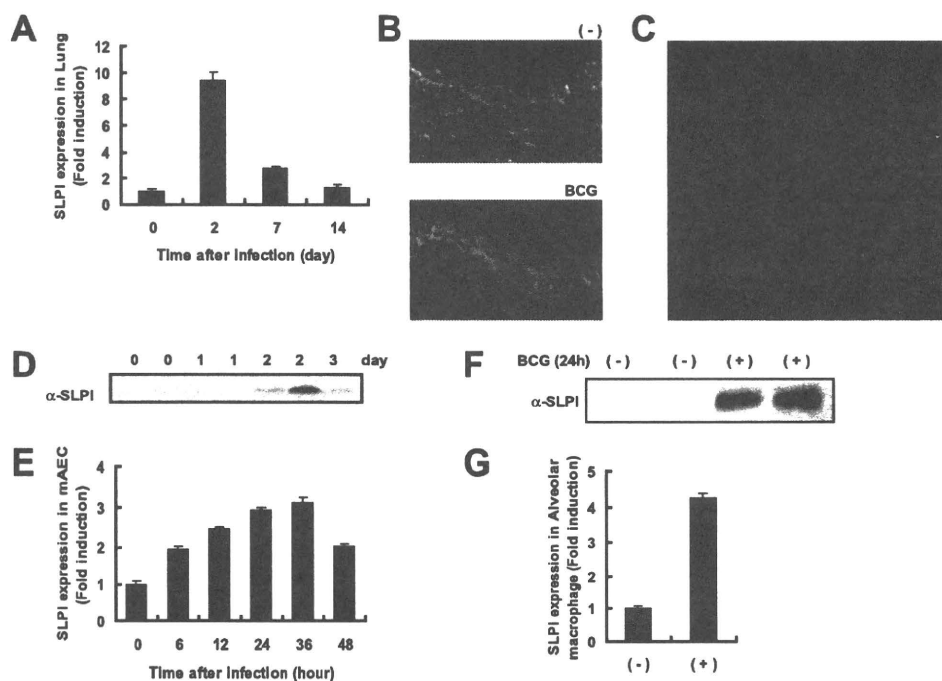 A
SLPI expression in Lung
(Fold induction)
12
10
8
6
4
2
0
0 2 7 14
Time after infection (day)
B
(-)
BCG
C
D
0 0 1 1 2 2 3 day
α-SLPI
E
SLPI expression in mAEC
(Fold induction)
4
3
2
1
0
0 6 12 24 36 48
Time after infection (hour)
F
BCG (24h) (-) (-) (+) (+)
α-SLPI
G
SLPI expression in Alveolar
macrophage (Fold induction)
5
4
3
2
1
0
(-) (+)